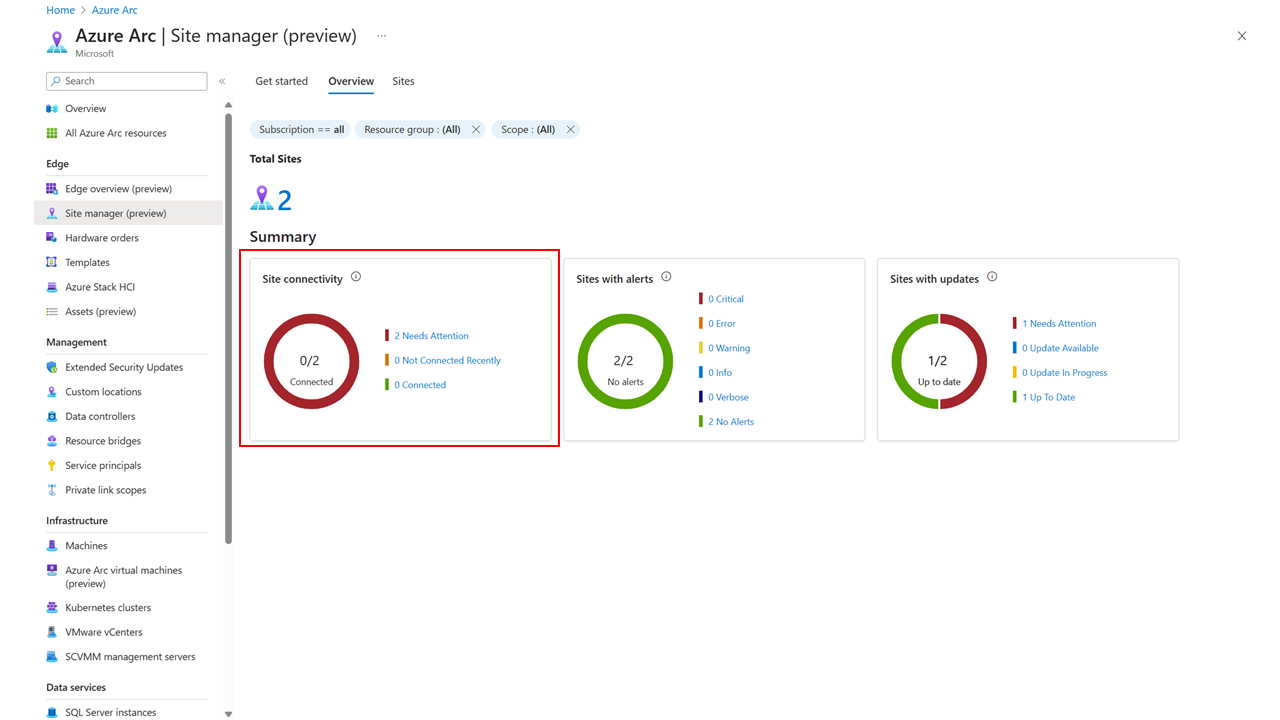 Home > Azure Arc
Azure Arc | Site manager (preview) ...
Microsoft
Search «
Overview
All Azure Arc resources
Edge
Edge overview (preview)
Site manager (preview)
Hardware orders
Templates
Azure Stack HCI
Assets (preview)
Management
Extended Security Updates
Custom locations
Data controllers
Resource bridges
Service principals
Private link scopes
Infrastructure
Machines
Azure Arc virtual machines
(preview)
Kubernetes clusters
VMware vCenters
SCVMM management servers
Data services
SQL Server instances
Get started Overview Sites
Subscription == all Resource group : (All) Scope : (All)
Total Sites
2
Summary
Site connectivity
0/2
Connected
2 Needs Attention
0 Not Connected Recently
0 Connected
Sites with alerts
2/2
No alerts
0 Critical
0 Error
0 Warning
0 Info
0 Verbose
2 No Alerts
Sites with updates
1/2
Up to date
1 Needs Attention
0 Update Available
0 Update In Progress
1 Up To Date